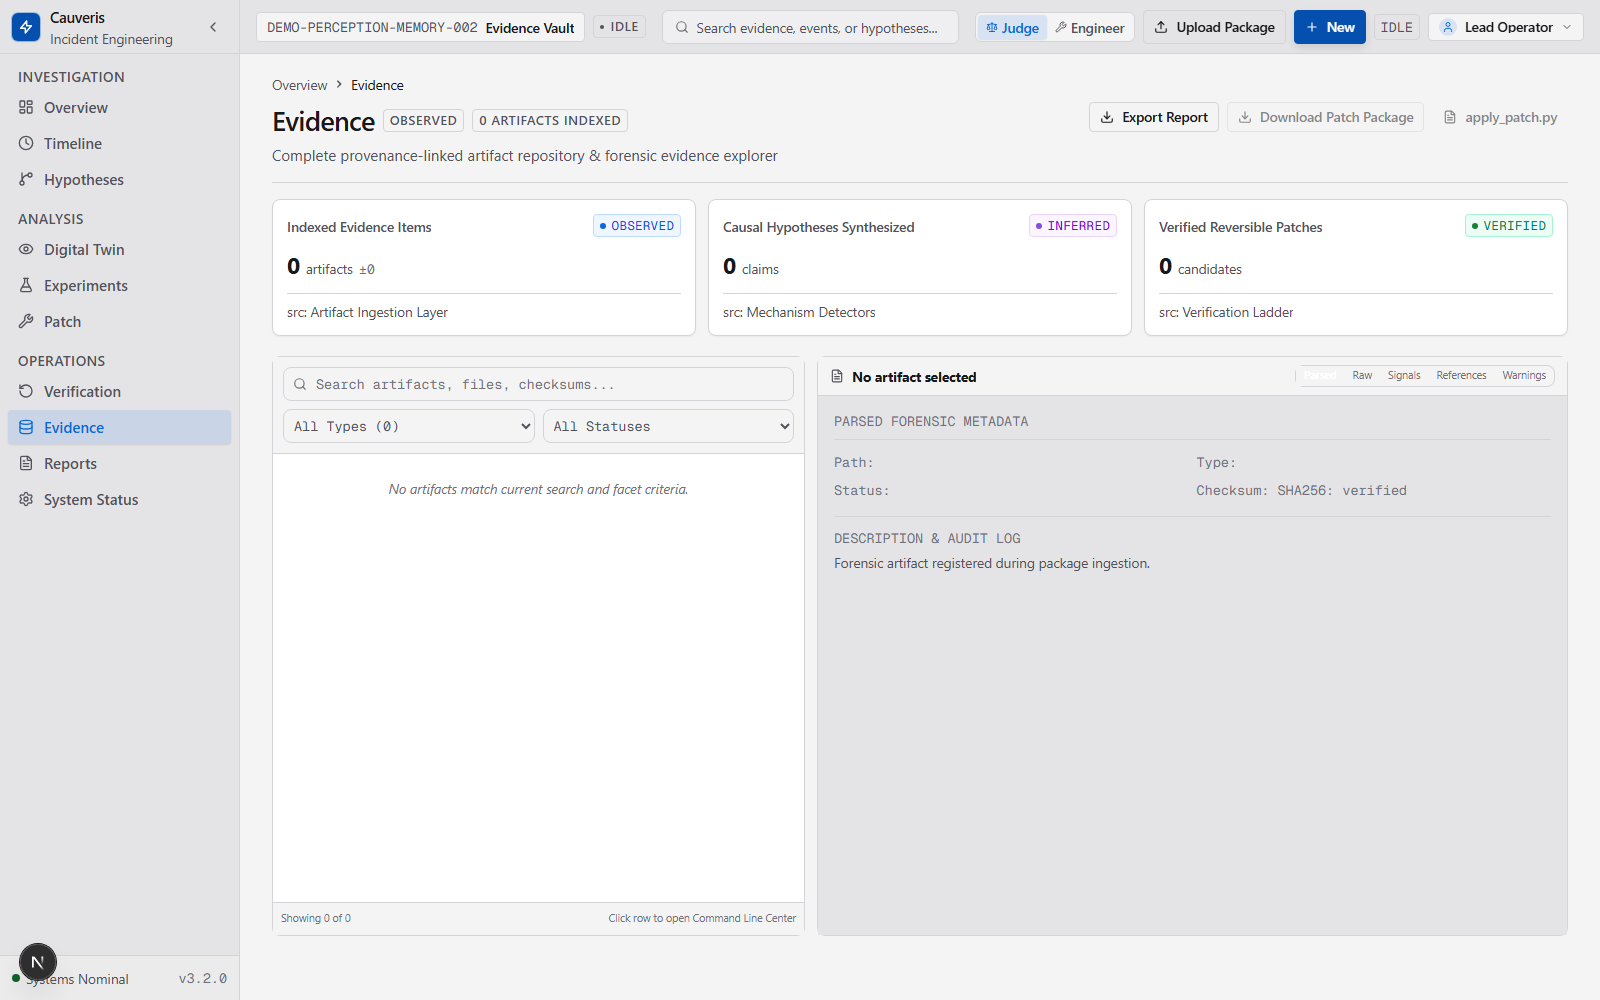 Cauveris
Incident Engineering
INVESTIGATION
Overview
Timeline
Hypotheses
ANALYSIS
Digital Twin
Experiments
Patch
OPERATIONS
Verification
Evidence
Reports
System Status
N
Systems Nominal v3.2.0
DEMO-PERCEPTION-MEMORY-002 Evidence Vault • IDLE
Search evidence, events, or hypotheses...
Judge Engineer
Upload Package
+ New
IDLE
Lead Operator
Overview > Evidence
Evidence OBSERVED 0 ARTIFACTS INDEXED
Export Report Download Patch Package apply_patch.py
Complete provenance-linked artifact repository & forensic evidence explorer
Indexed Evidence Items • OBSERVED
0 artifacts ±0
src: Artifact Ingestion Layer
Causal Hypotheses Synthesized • INFERRED
0 claims
src: Mechanism Detectors
Verified Reversible Patches • VERIFIED
0 candidates
src: Verification Ladder
Search artifacts, files, checksums...
All Types (0) All Statuses
No artifacts match current search and facet criteria.
Showing 0 of 0 Click row to open Command Line Center
No artifact selected
Parsed Raw Signals References Warnings
PARSED FORENSIC METADATA
Path: Type:
Status: Checksum: SHA256: verified
DESCRIPTION & AUDIT LOG
Forensic artifact registered during package ingestion.